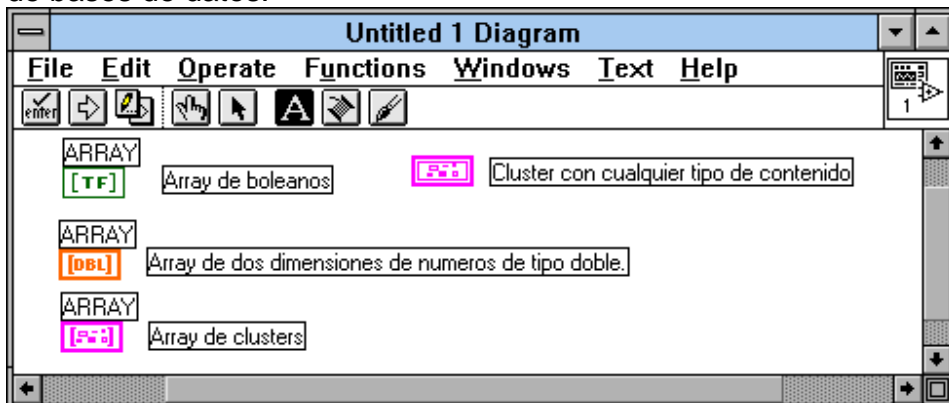 de bases de datos.
Untitled 1 Diagram
File Edit Operate Functions Windows Text Help
enter
A
1
ARRAY
[TF] Array de boleanos
Cluster con cualquier tipo de contenido
ARRAY
[DBL] Array de dos dimensiones de numeros de tipo doble.
ARRAY
Array de clusters